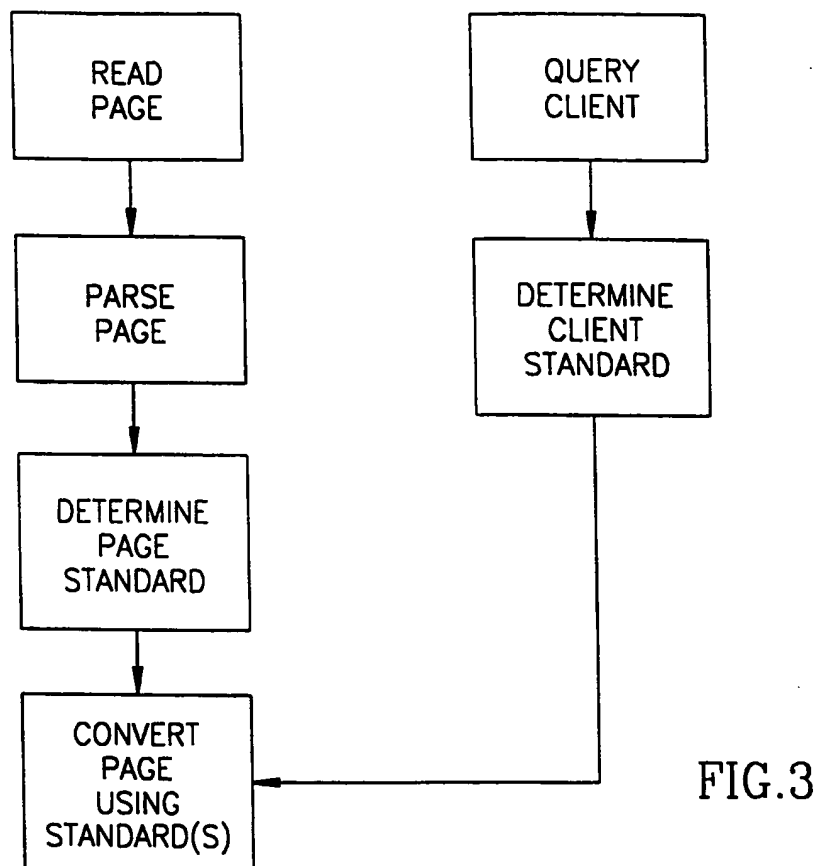 READ
PAGE
PARSE
PAGE
DETERMINE
PAGE
STANDARD
CONVERT
PAGE
USING
STANDARD(S)
QUERY
CLIENT
DETERMINE
CLIENT
STANDARD
FIG.3